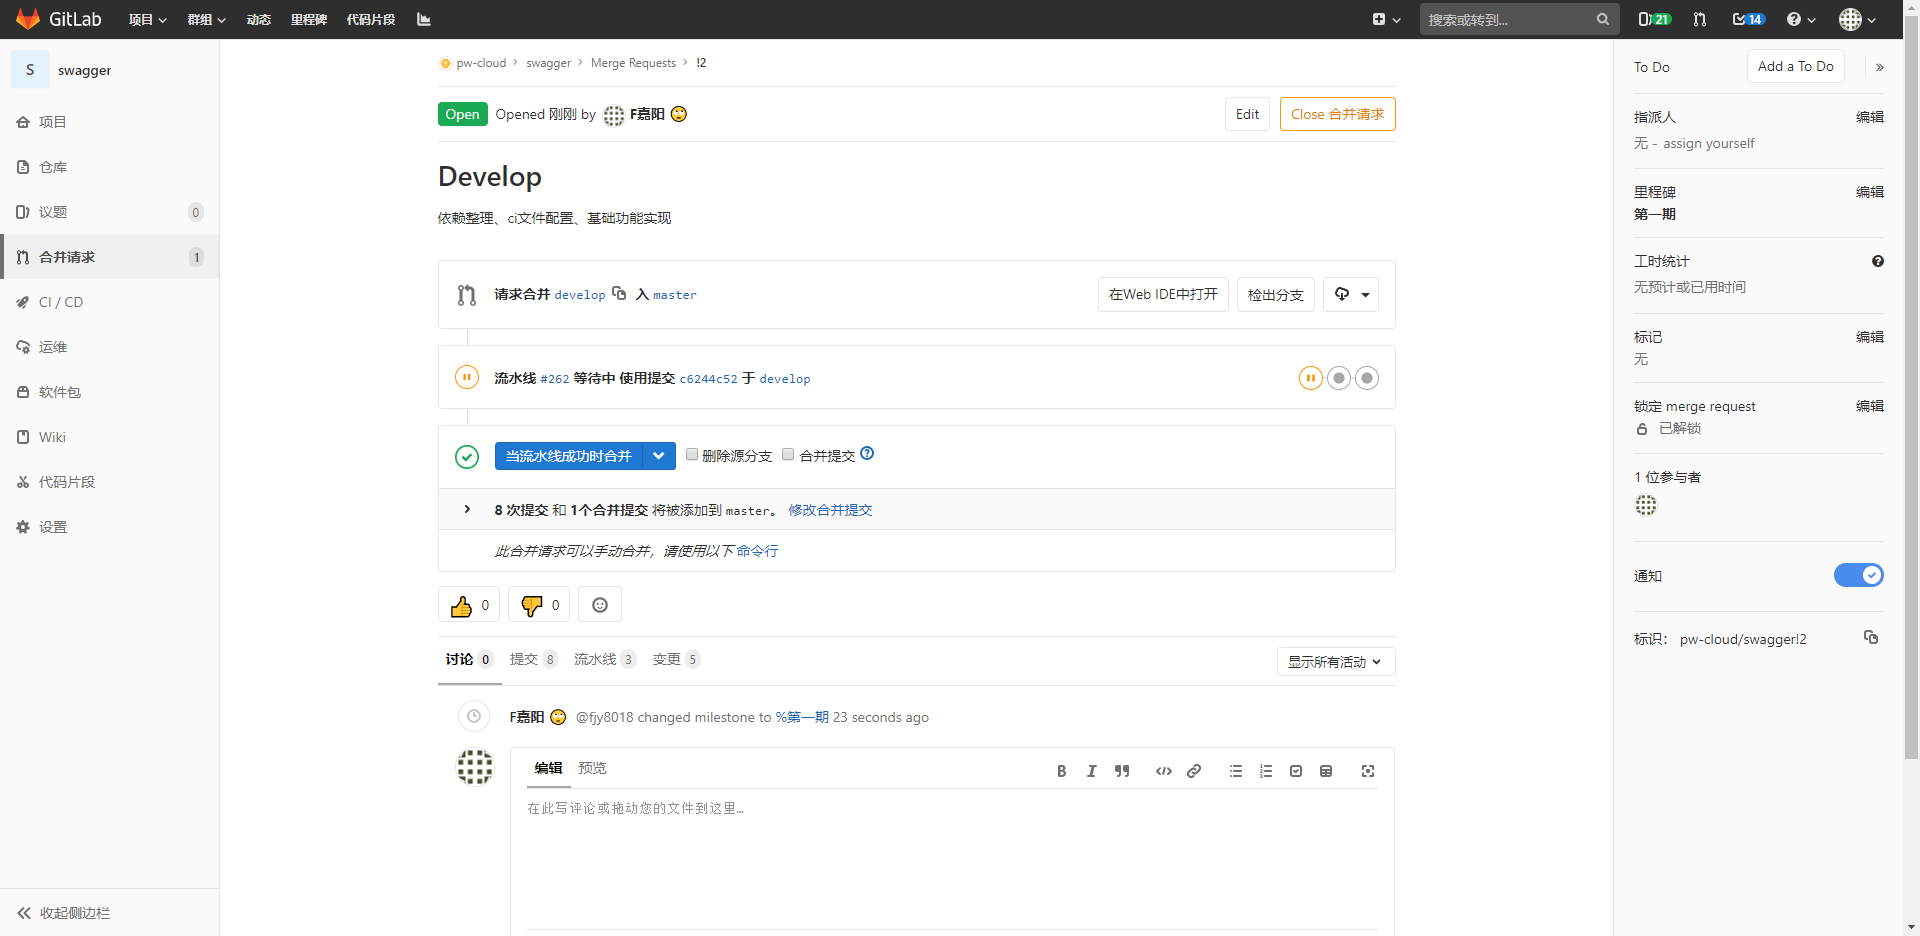 GitLab 项目 群组 动态 里程碑 代码片段 搜索或转到... 21 14
S swagger
项目
仓库
议题 0
合并请求 1
CI / CD
运维
软件包
Wiki
代码片段
设置
收起侧边栏
pw-cloud › swagger › Merge Requests › !2
Open Opened 刚刚 by F嘉阳 Edit Close 合并请求
Develop
依赖整理、ci文件配置、基础功能实现
请求合并 develop 入 master 在Web IDE中打开 检出分支
流水线 #262 等待中 使用提交 c6244c52 于 develop
当流水线成功时合并 删除源分支 合并提交
8 次提交 和 1个合并提交 将被添加到 master。 修改合并提交
此合并请求可以手动合并，请使用以下 命令行
0 0
讨论 0 提交 8 流水线 3 变更 5 显示所有活动
F嘉阳 @fjy8018 changed milestone to %第一期 23 seconds ago
编辑 预览
在此写评论或拖动您的文件到这里...
To Do Add a To Do »
指派人 编辑
无 - assign yourself
里程碑 编辑
第一期
工时统计
无预计或已用时间
标记 编辑
无
锁定 merge request 编辑
已解锁
1 位参与者
通知
标识： pw-cloud/swagger!2